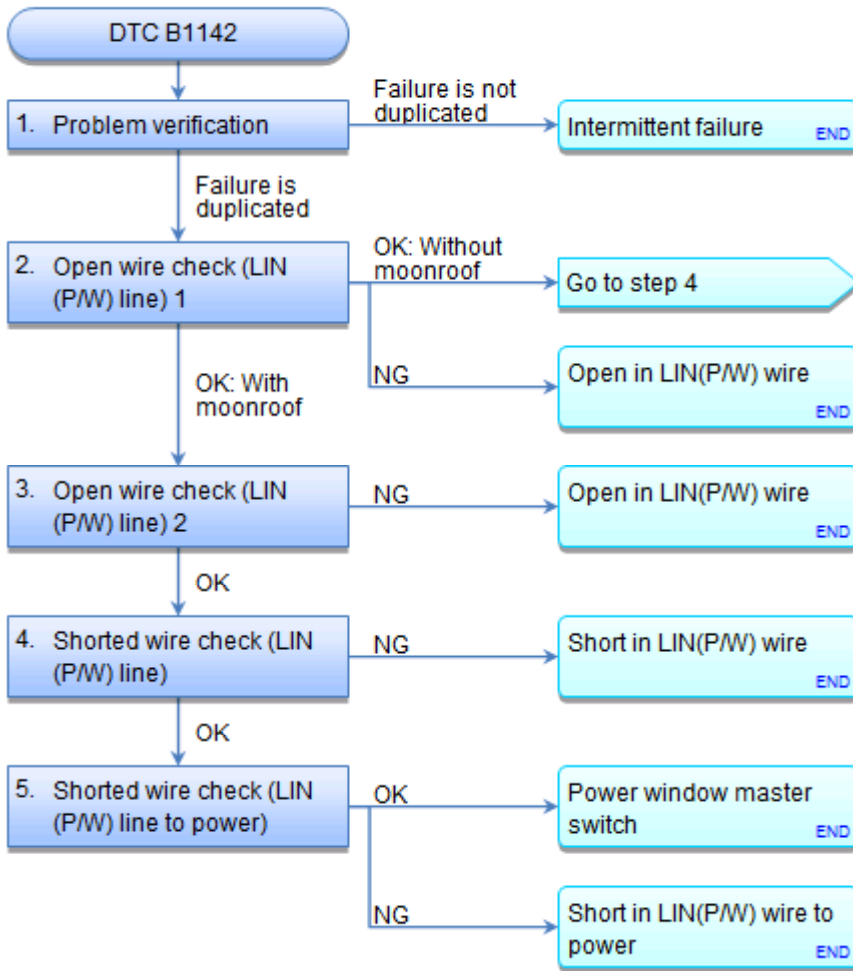 DTC B1142
Failure is not
duplicated
1. Problem verification
Intermittent failure
END
Failure is
duplicated
OK: Without
moonroof
2. Open wire check (LIN
(P/W) line) 1
Go to step 4
NG
Open in LIN(P/W) wire
END
OK: With
moonroof
3. Open wire check (LIN
(P/W) line) 2
NG
Open in LIN(P/W) wire
END
OK
4. Shorted wire check (LIN
(P/W) line)
NG
Short in LIN(P/W) wire
END
OK
5. Shorted wire check (LIN
(P/W) line to power)
OK
Power window master
switch
END
NG
Short in LIN(P/W) wire to
power
END